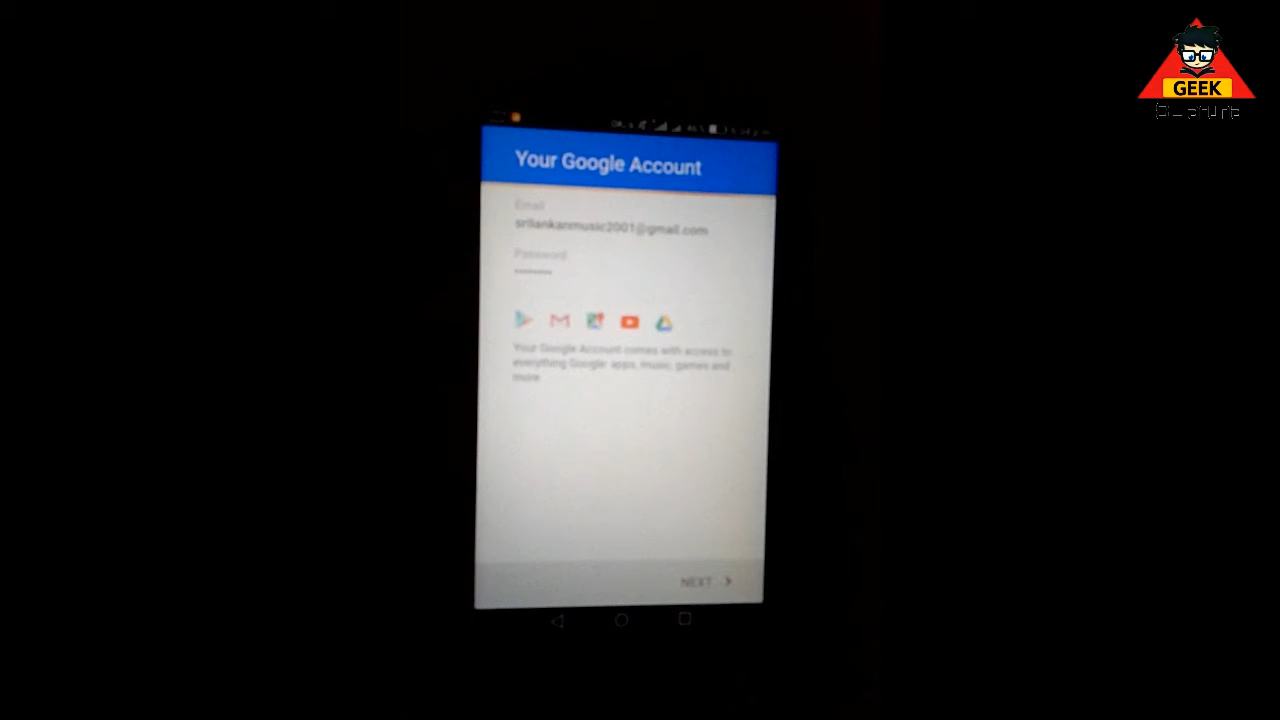 Your Google Account
Email
srilankanmusic2001@gmail.com
Password
Your Google Account comes with access to
everything Google: apps, music, games and
more
NEXT
GEEK